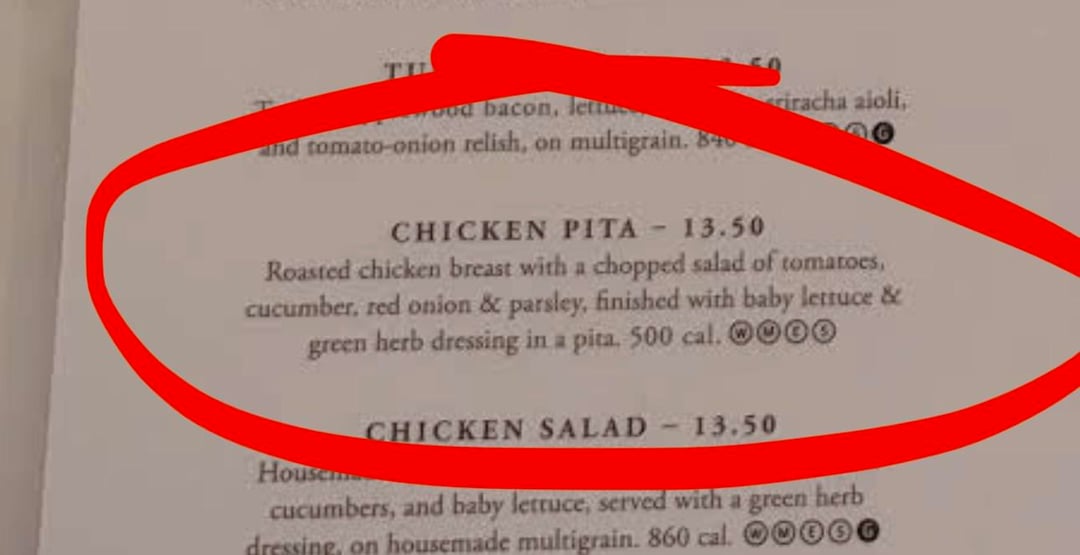 TU 50
bacon, sriracha aioli,
and tomato-onion relish, on multigrain. G
CHICKEN PITA – 13.50
Roasted chicken breast with a chopped salad of tomatoes,
cucumber, red onion & parsley, finished with baby lettuce &
green herb dressing in a pita. 500 cal. W M E S
CHICKEN SALAD – 13.50
cucumbers, and baby lettuce, served with a green herb
dressing, on housemade multigrain. 860 cal. W M E S G